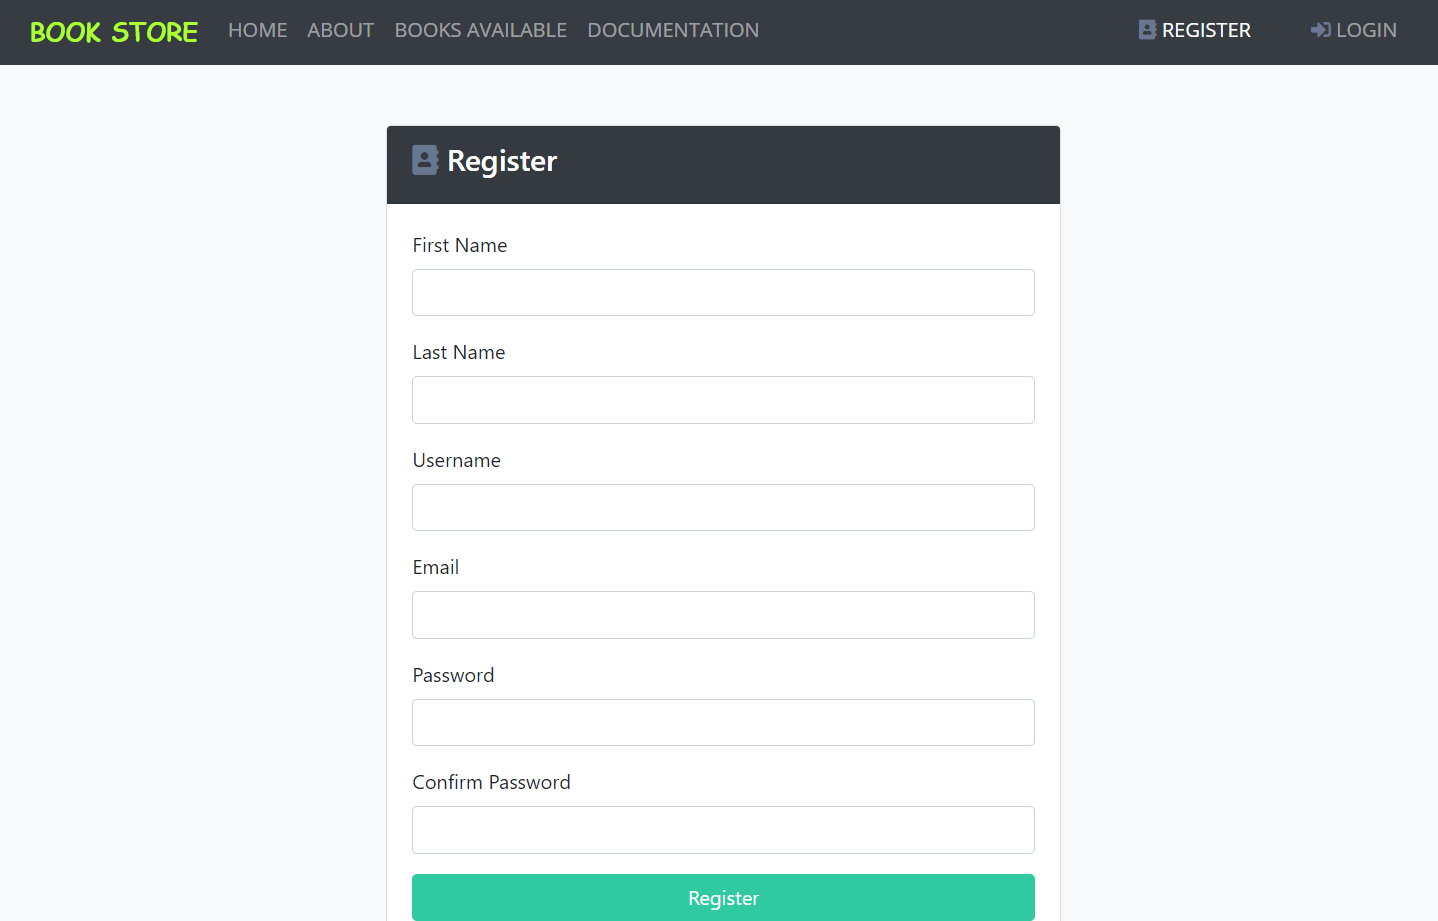 BOOK STORE HOME ABOUT BOOKS AVAILABLE DOCUMENTATION REGISTER LOGIN
Register
First Name
Last Name
Username
Email
Password
Confirm Password
Register